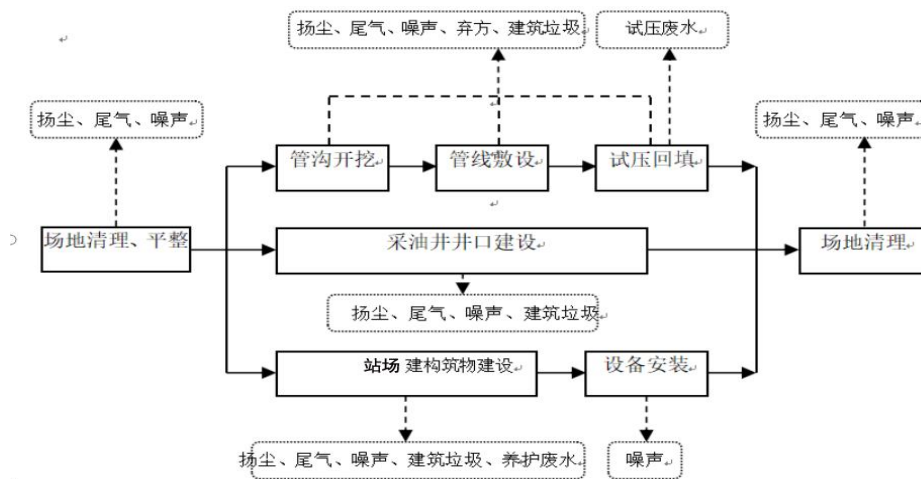 扬尘、尾气、噪声、弃方、建筑垃圾
试压废水
扬尘、尾气、噪声
扬尘、尾气、噪声
管沟开挖
管线敷设
试压回填
场地清理、平整
采油井井口建设
场地清理
扬尘、尾气、噪声、建筑垃圾
站场 建构筑物建设
设备安装
扬尘、尾气、噪声、建筑垃圾、养护废水
噪声